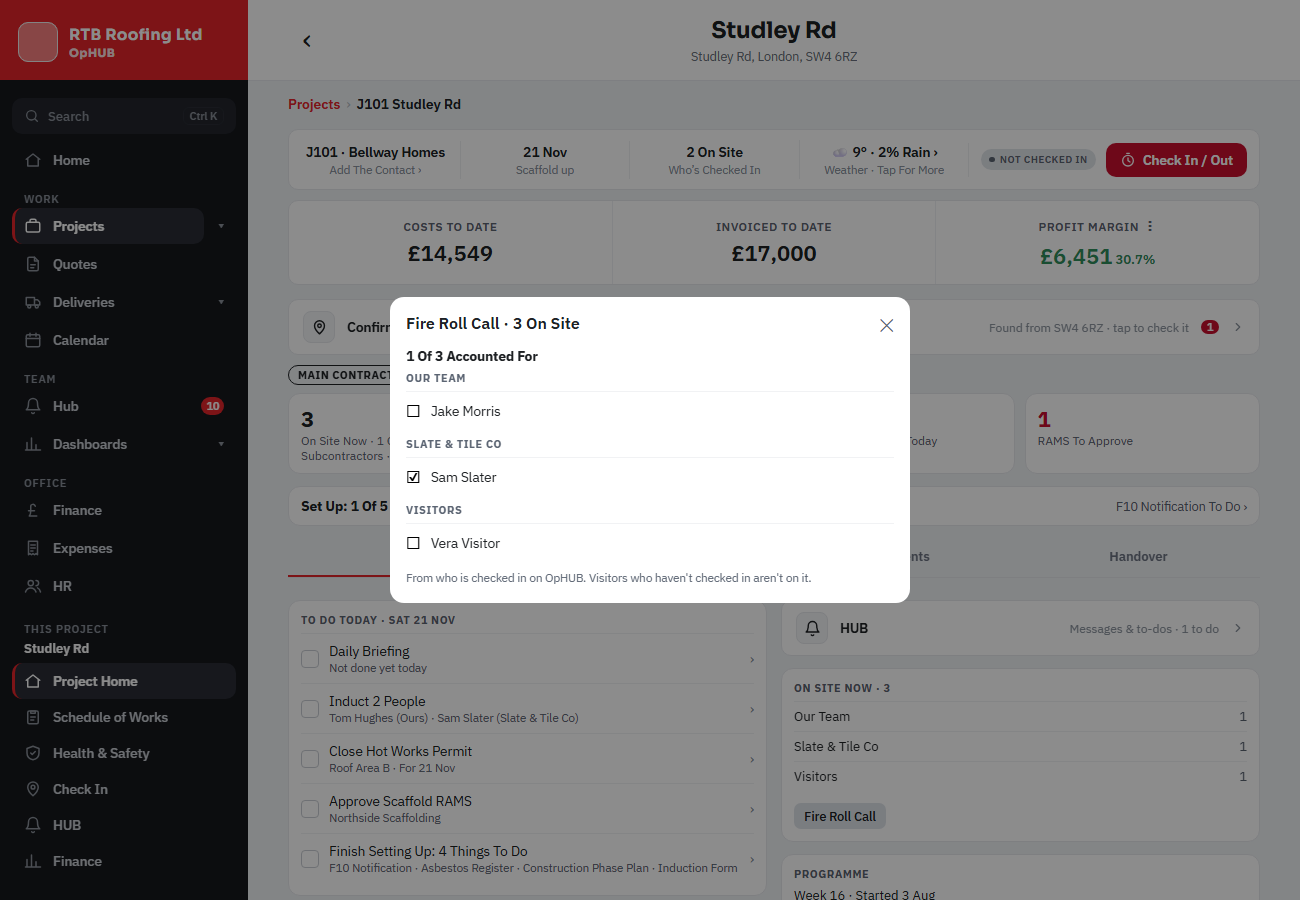 RTB Roofing Ltd
OpHUB
Search
Ctrl K
Home
WORK
Projects
Quotes
Deliveries
Calendar
TEAM
Hub
10
Dashboards
OFFICE
Finance
Expenses
HR
THIS PROJECT
Studley Rd
Project Home
Schedule of Works
Health & Safety
Check In
HUB
Finance
Studley Rd
Studley Rd, London, SW4 6RZ
Projects › J101 Studley Rd
J101 · Bellway Homes
Add The Contact ›
21 Nov
Scaffold up
2 On Site
Who's Checked In
9° · 2% Rain ›
Weather · Tap For More
NOT CHECKED IN
Check In / Out
COSTS TO DATE
£14,549
INVOICED TO DATE
£17,000
PROFIT MARGIN
£6,451 30.7%
Found from SW4 6RZ · tap to check it
1
MAIN CONTRACT
3
On Site Now · 1
Subcontractors ·
1
RAMS To Approve
Set Up: 1 Of 5
F10 Notification To Do ›
Handover
Fire Roll Call · 3 On Site
1 Of 3 Accounted For
OUR TEAM
Jake Morris
SLATE & TILE CO
Sam Slater
VISITORS
Vera Visitor
From who is checked in on OpHUB. Visitors who haven't checked in aren't on it.
TO DO TODAY · SAT 21 NOV
Daily Briefing
Not done yet today
Induct 2 People
Tom Hughes (Ours) · Sam Slater (Slate & Tile Co)
Close Hot Works Permit
Roof Area B · For 21 Nov
Approve Scaffold RAMS
Northside Scaffolding
Finish Setting Up: 4 Things To Do
F10 Notification · Asbestos Register · Construction Phase Plan · Induction Form
HUB
Messages & to-dos · 1 to do
ON SITE NOW · 3
Our Team
1
Slate & Tile Co
1
Visitors
1
Fire Roll Call
PROGRAMME
Week 16 · Started 3 Aug